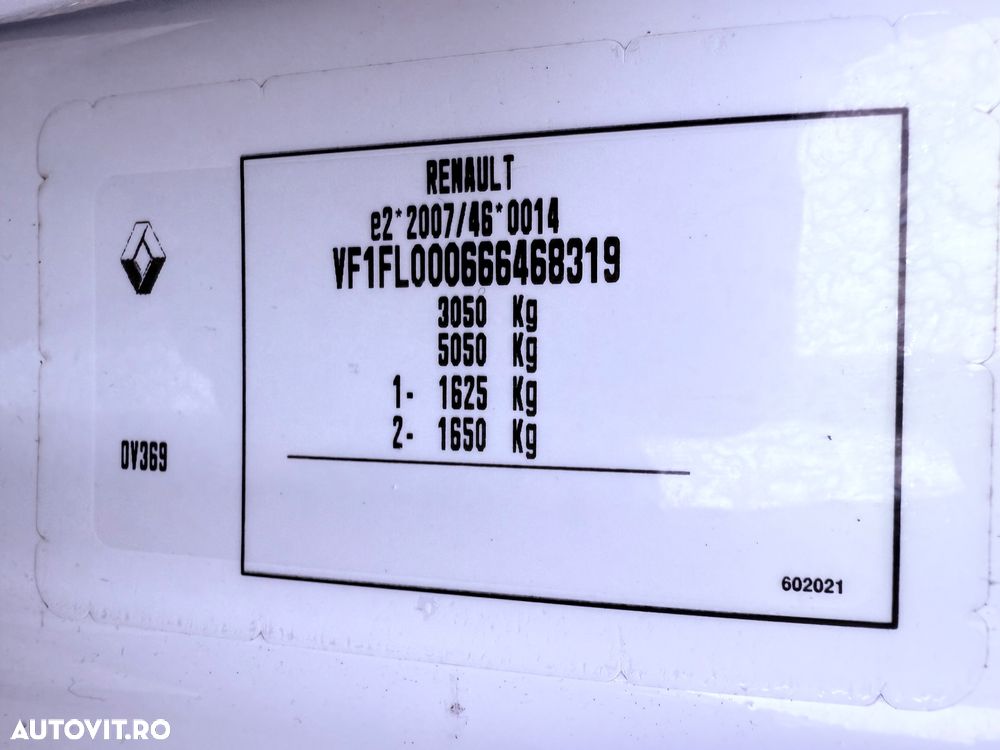 RENAULT
e2*2007/46*0014
VF1FL000666468319
3050 Kg
5050 Kg
1- 1625 Kg
2- 1650 Kg
DV369
602021
AUTOVIT.RO